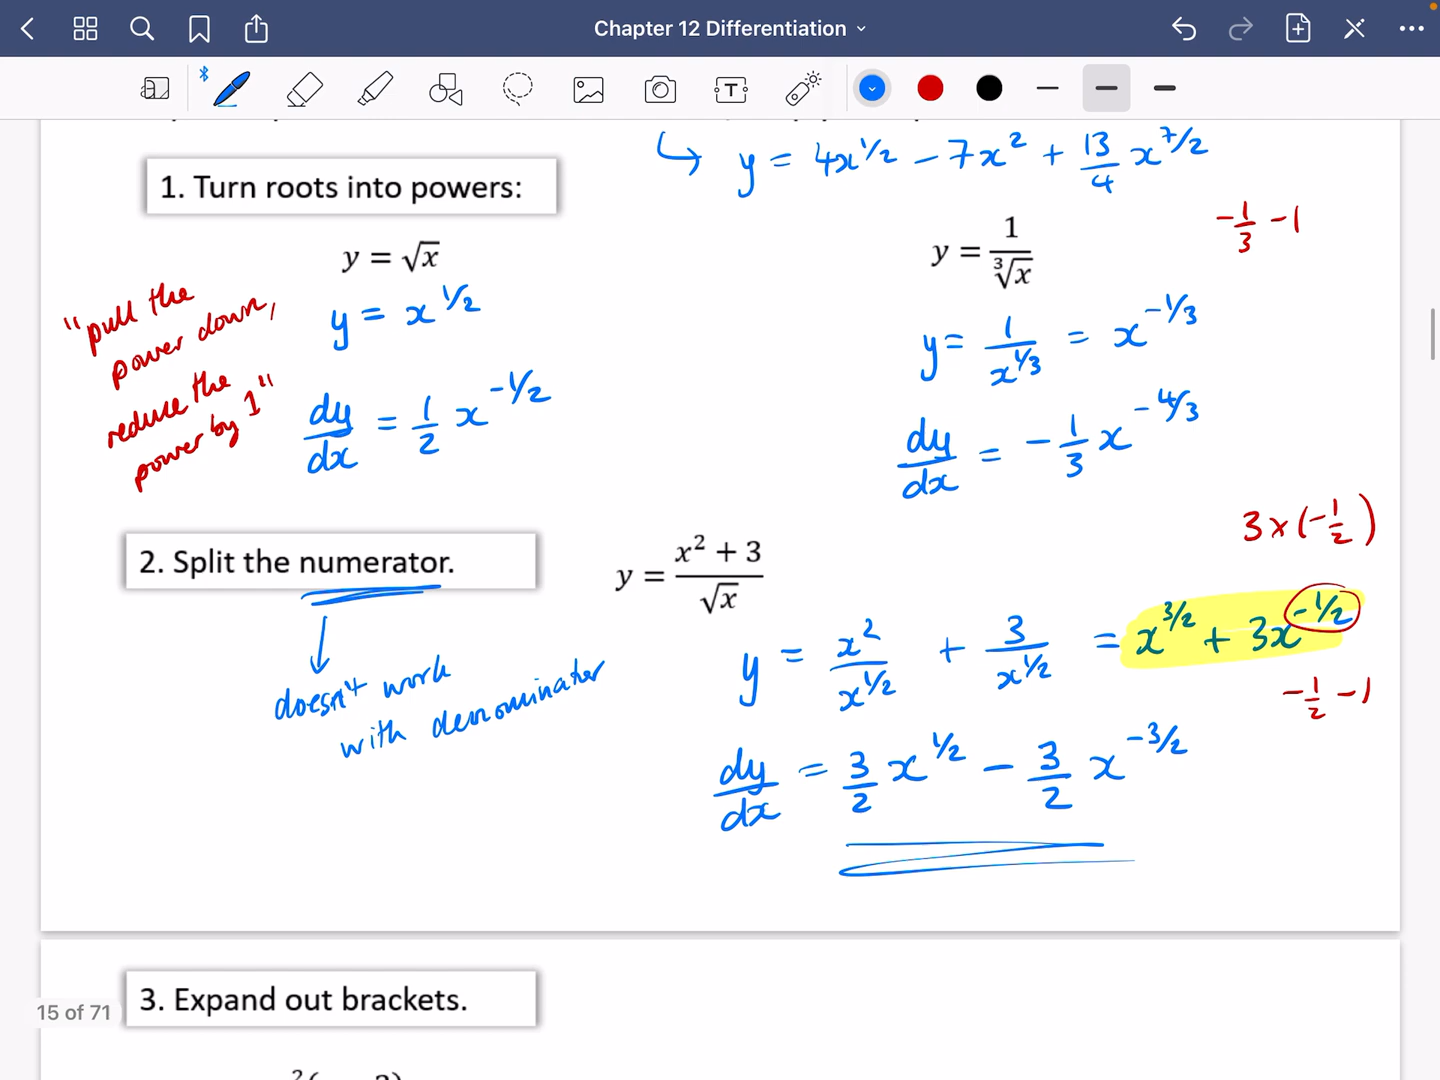 Chapter 12 Differentiation
T
y = 4x^{1/2} − 7x^2 + 13/4 x^{7/2}
1. Turn roots into powers:
y = √x
y = x^{1/2}
"pull the
power down,
reduce the
power by 1"
dy/dx = 1/2 x^{-1/2}
y = 1/∛x
-1/3 -1
y = 1/x^{1/3} = x^{-1/3}
dy/dx = -1/3 x^{-4/3}
2. Split the numerator.
doesn't work
with denominator
y = (x^2 + 3)/√x
3 x (-1/2)
y = x^2/x^{1/2} + 3/x^{1/2} = x^{3/2} + 3x^{-1/2}
-1/2 -1
dy/dx = 3/2 x^{1/2} - 3/2 x^{-3/2}
3. Expand out brackets.
15 of 71